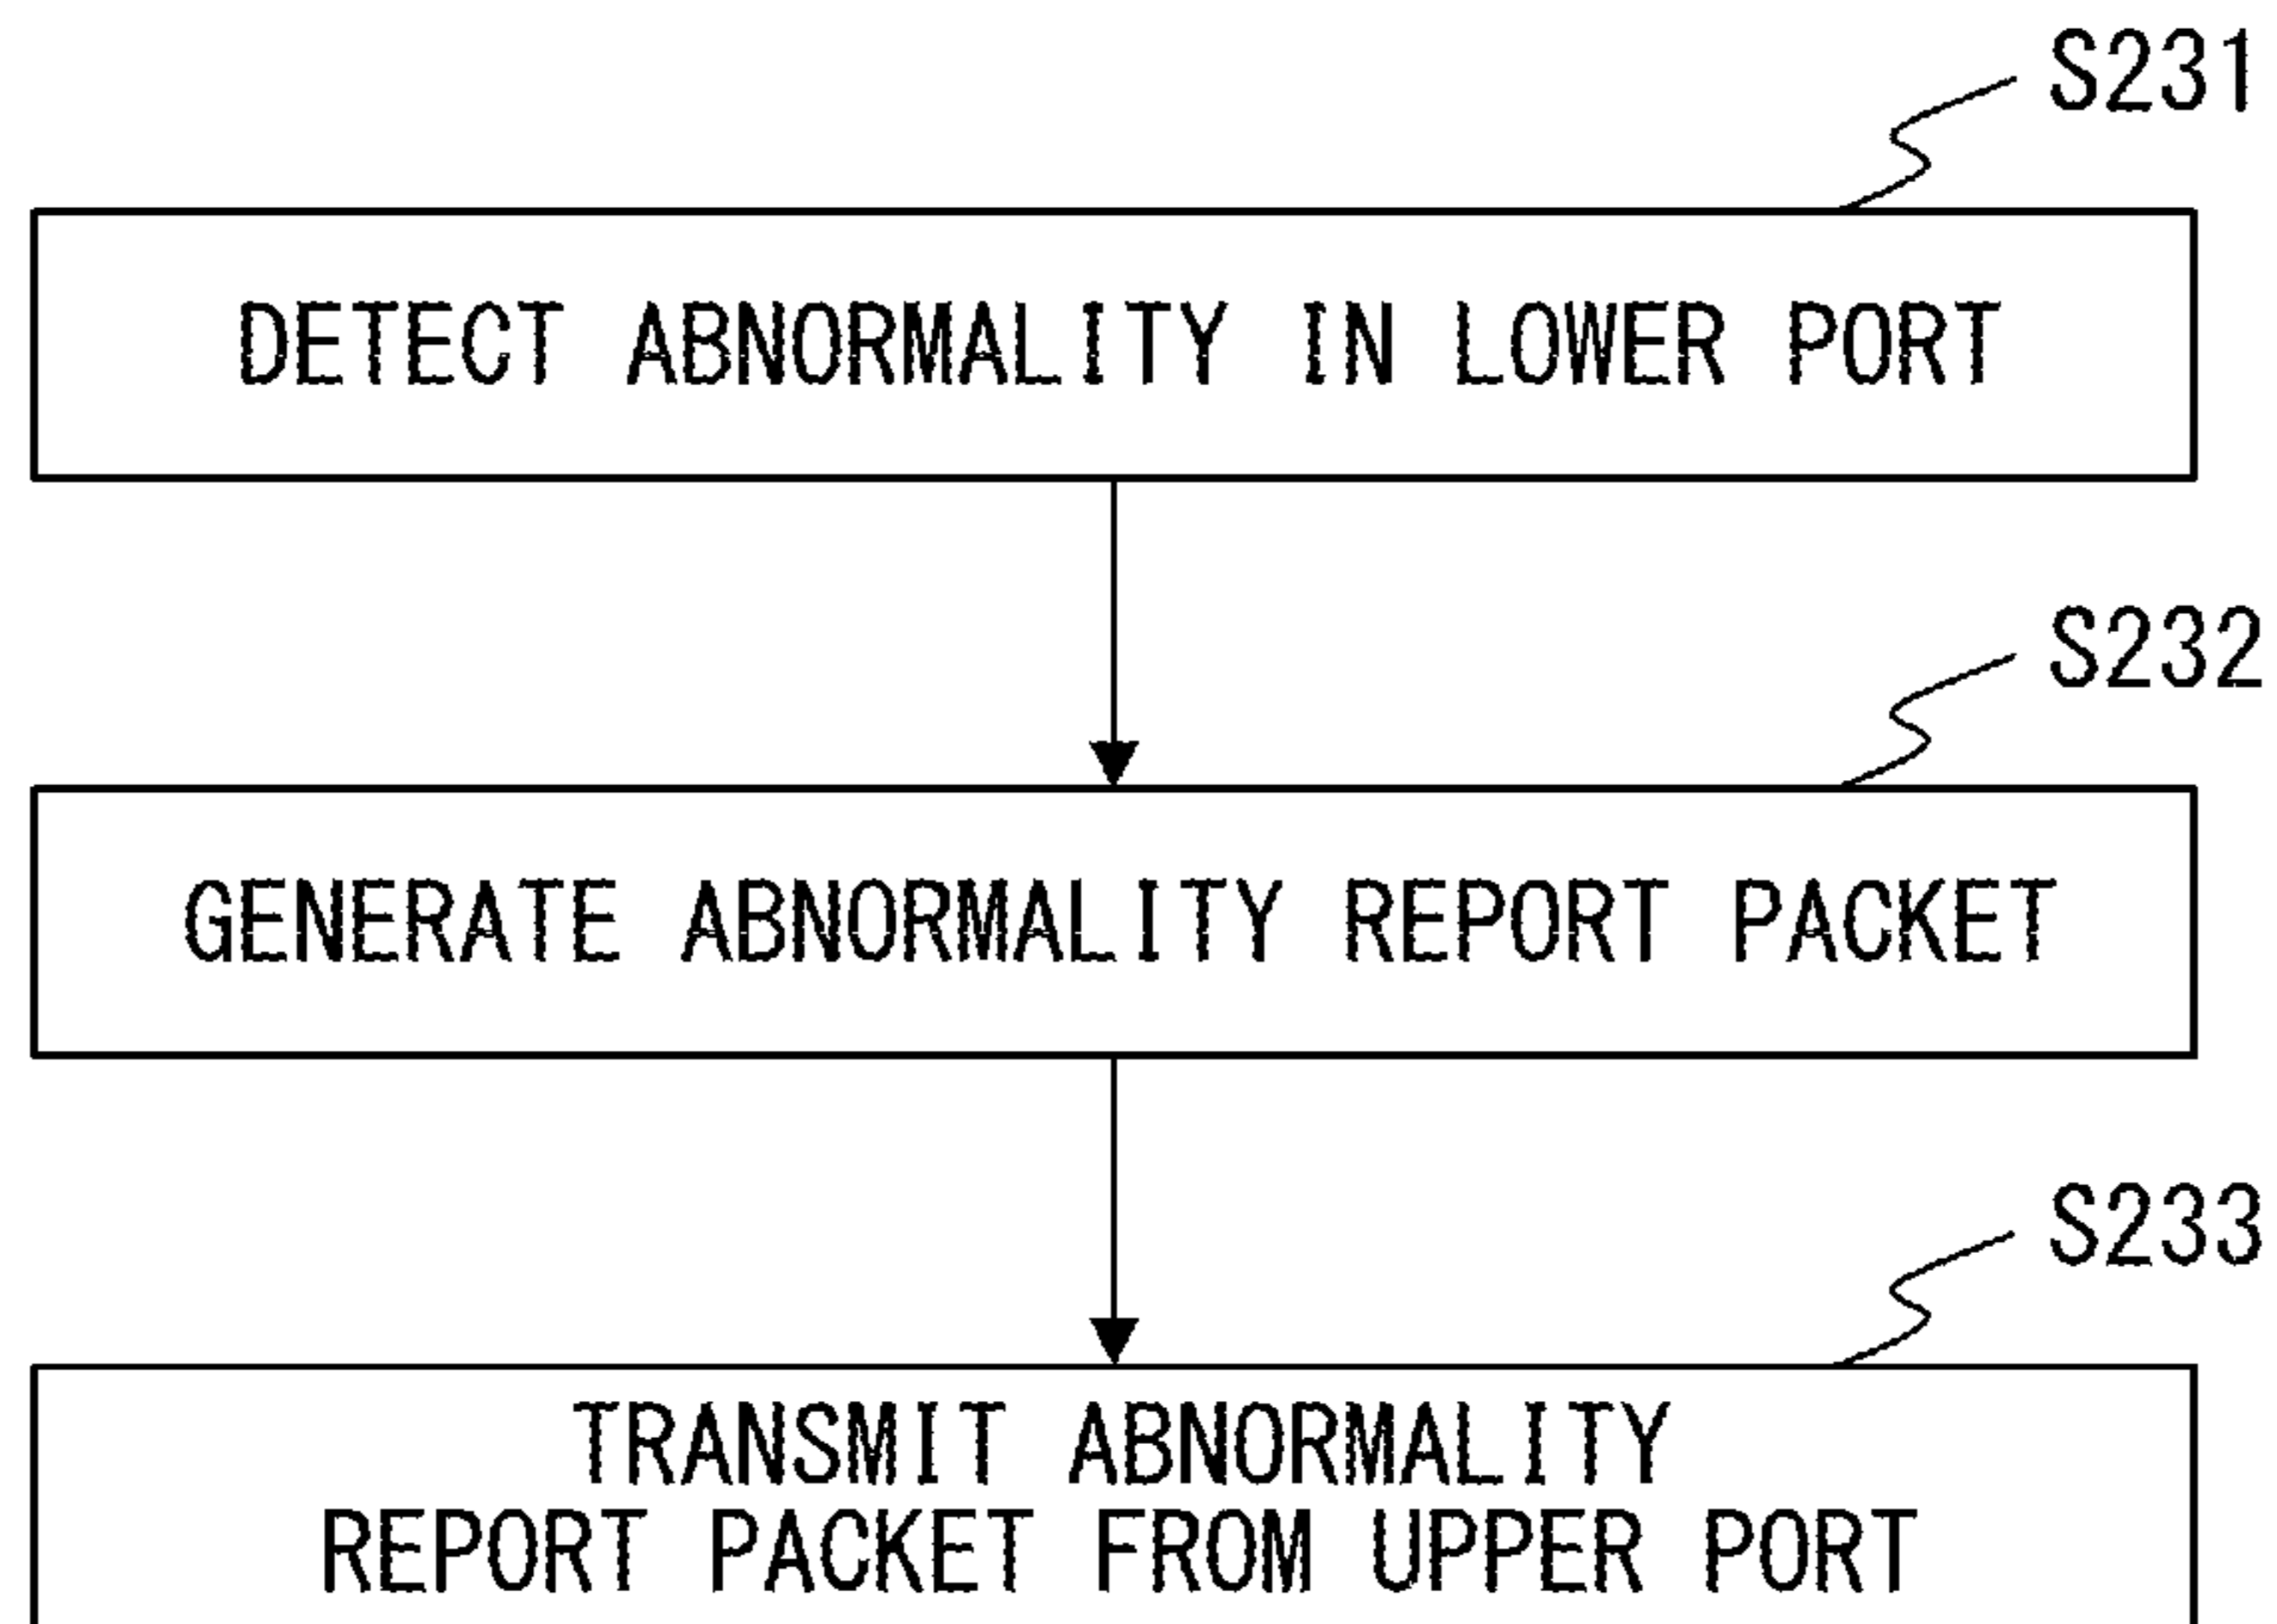 S231
DETECT ABNORMALITY IN LOWER PORT
S232
GENERATE ABNORMALITY REPORT PACKET
S233
TRANSMIT ABNORMALITY
REPORT PACKET FROM UPPER PORT